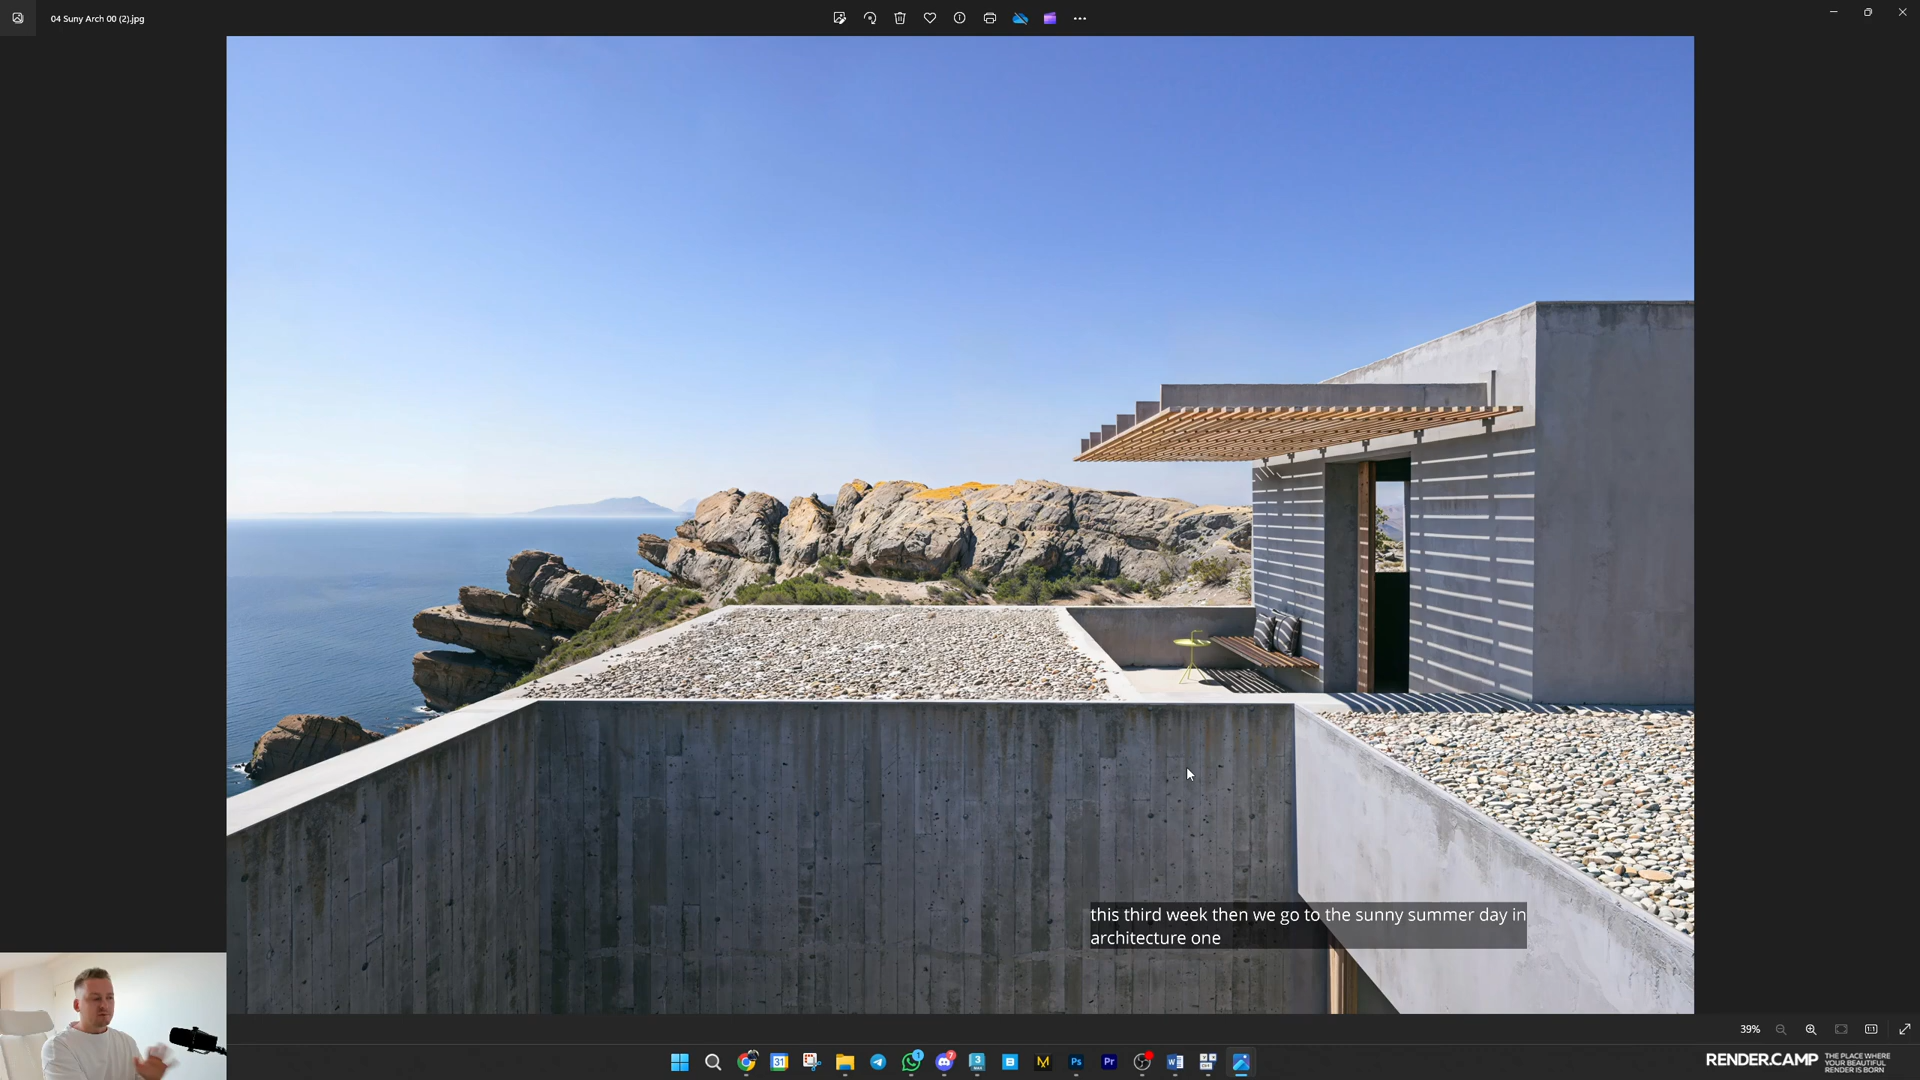 04 Suny Arch 00 (2).jpg
this third week then we go to the sunny summer day in
architecture one
39%
RENDER.CAMP
THE PLACE WHERE
YOUR BEAUTIFUL
RENDER IS BORN